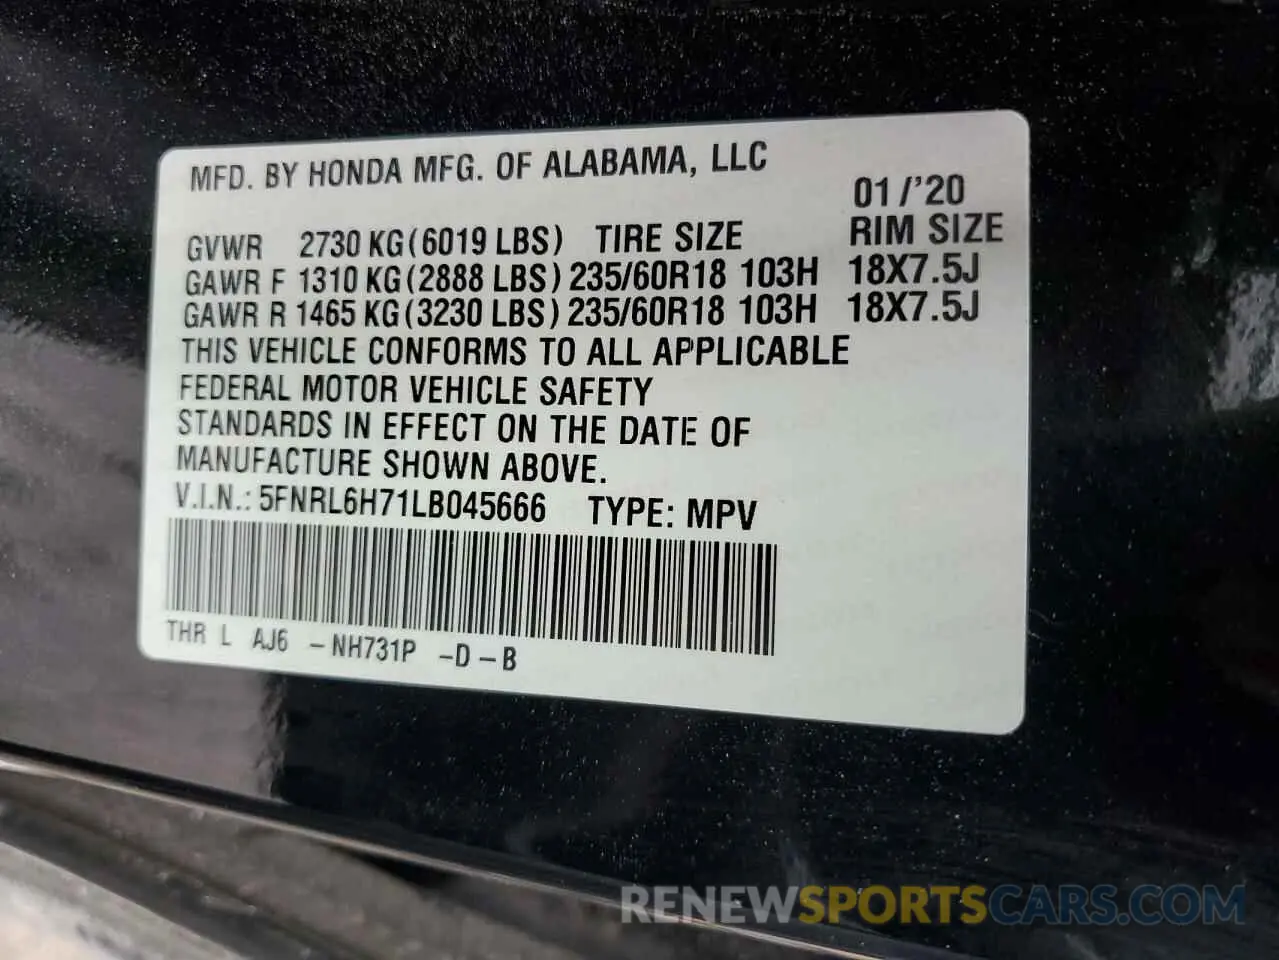 MFD. BY HONDA MFG. OF ALABAMA, LLC
01/'20
GVWR 2730 KG(6019 LBS) TIRE SIZE RIM SIZE
GAWR F 1310 KG(2888 LBS) 235/60R18 103H 18X7.5J
GAWR R 1465 KG(3230 LBS) 235/60R18 103H 18X7.5J
THIS VEHICLE CONFORMS TO ALL APPLICABLE
FEDERAL MOTOR VEHICLE SAFETY
STANDARDS IN EFFECT ON THE DATE OF
MANUFACTURE SHOWN ABOVE.
V.I.N.: 5FNRL6H71LB045666 TYPE: MPV
THR L AJ6 -NH731P -D-B
RENEWSPORTSCARS.COM